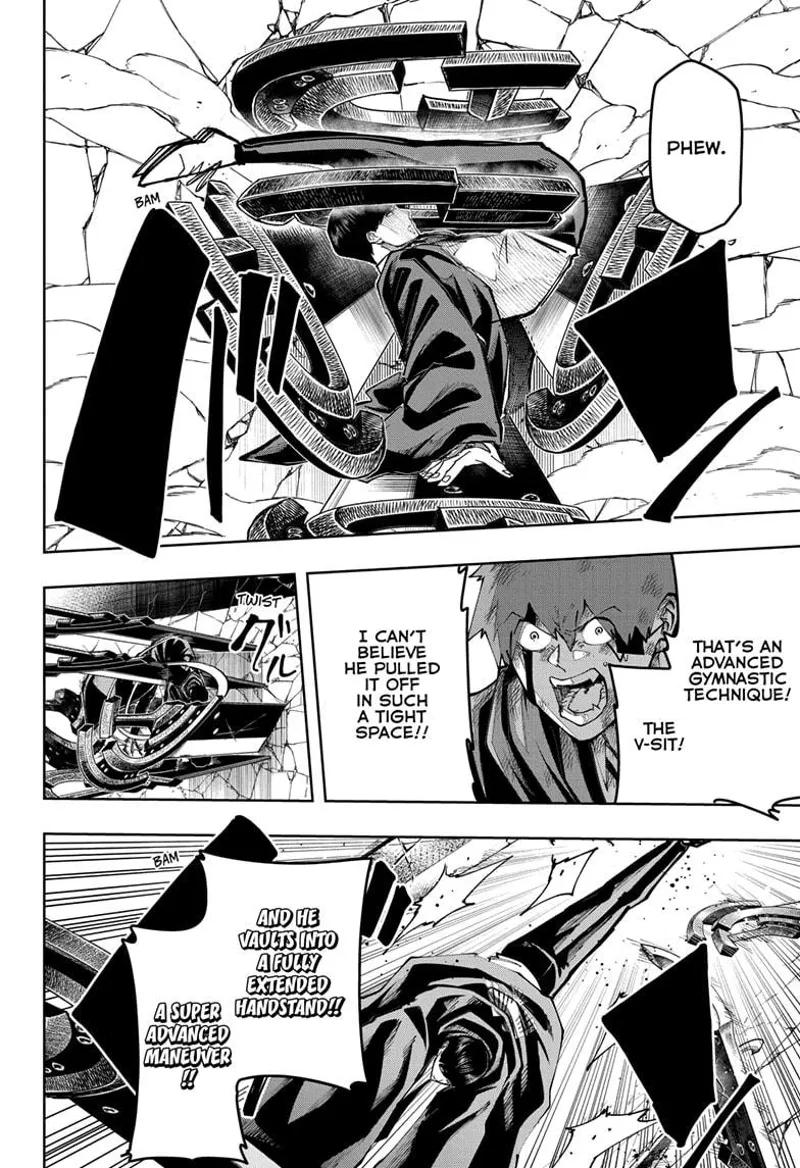 PHEW.
BAM
THAT'S AN
ADVANCED
GYMNASTIC
TECHNIQUE!
THE
V-SIT!
I CAN'T
BELIEVE
HE PULLED
IT OFF
IN SUCH
A TIGHT
SPACE!!
TWIST
グル
AND HE
VAULTS INTO
A FULLY
EXTENDED
HANDSTAND!!
A SUPER
ADVANCED
MANEUVER
!!
BAM